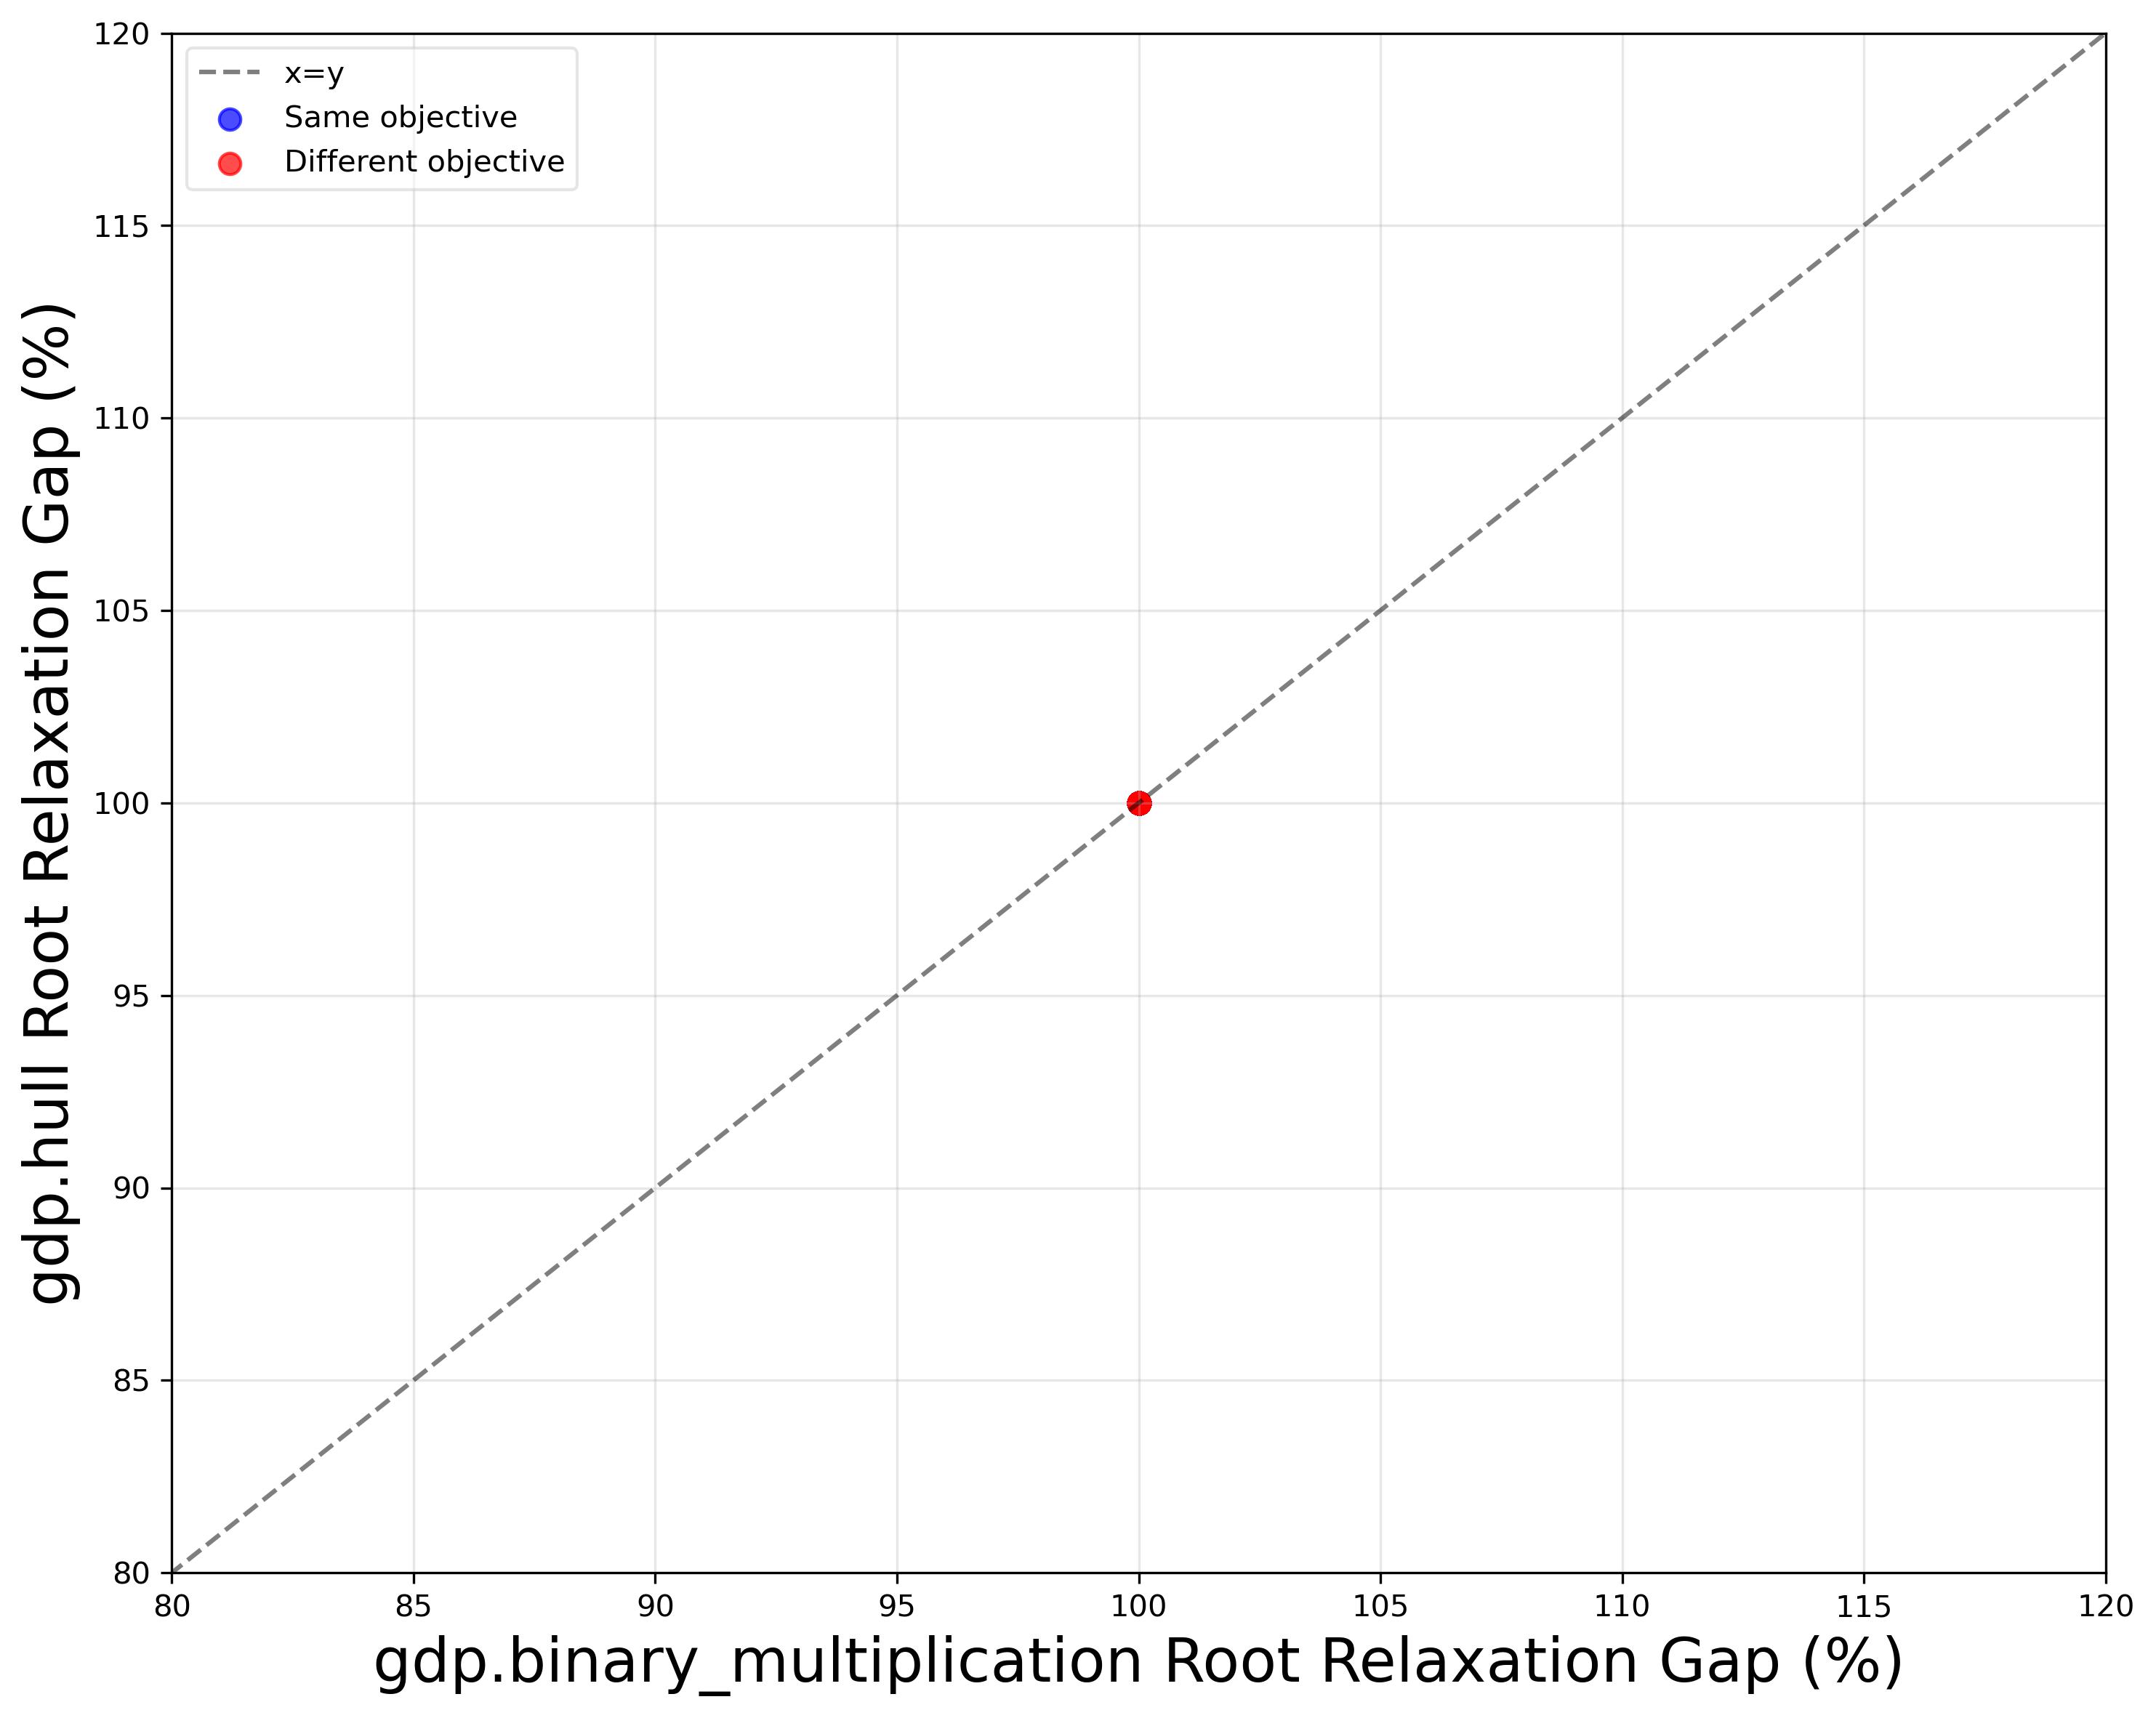 x=y
Same objective
Different objective
gdp.hull Root Relaxation Gap (%)
120
115
110
105
100
95
90
85
80
80 85 90 95 100 105 110 115 120
gdp.binary_multiplication Root Relaxation Gap (%)